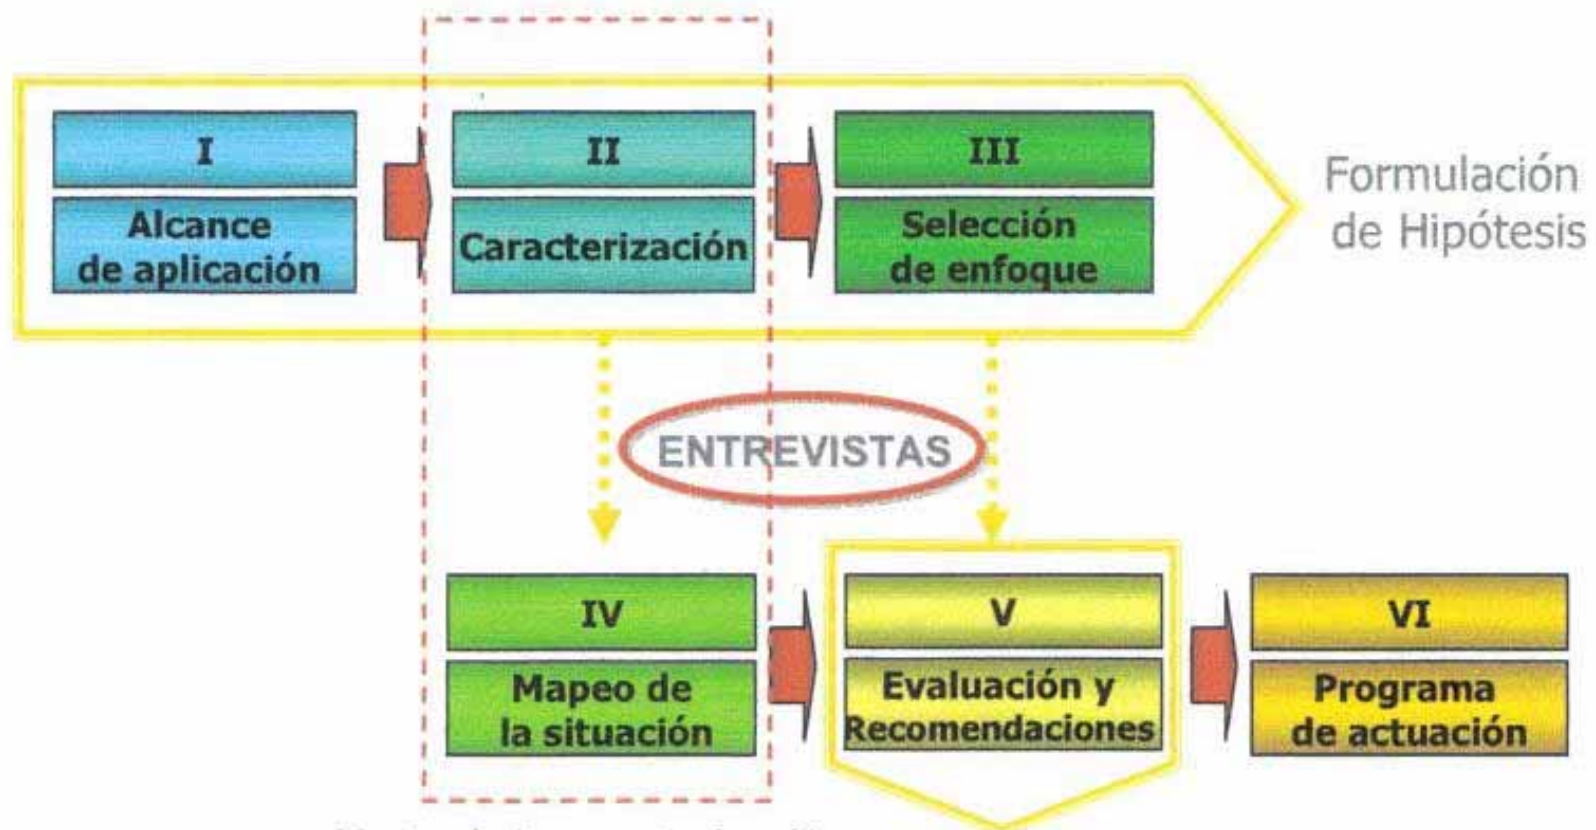 I
Alcance
de aplicación
II
Caracterización
III
Selección
de enfoque
Formulación
de Hipótesis
ENTREVISTAS
IV
Mapeo de
la situación
V
Evaluación y
Recomendaciones
VI
Programa
de actuación